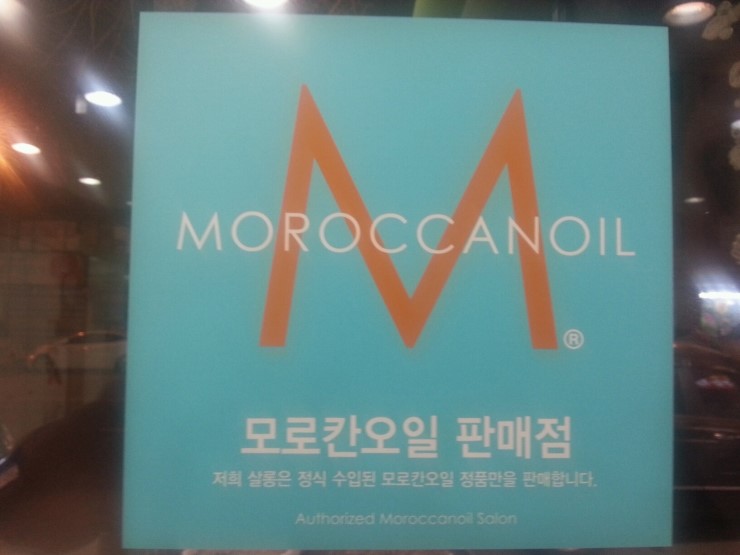 M
MOROCCANOIL
®
모로칸오일 판매점
저희 살롱은 정식 수입된 모로칸오일 정품만을 판매합니다.
Authorized Moroccanoil Salon